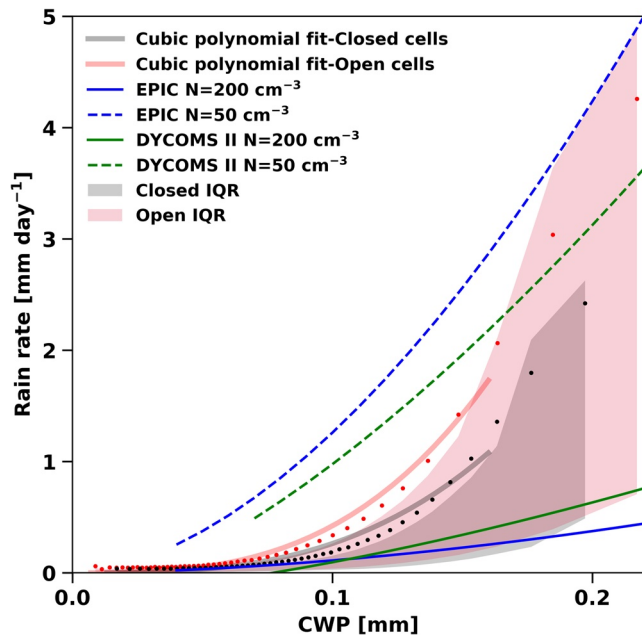 5
Cubic polynomial fit-Closed cells
Cubic polynomial fit-Open cells
EPIC N=200 cm⁻³
EPIC N=50 cm⁻³
DYCOMS II N=200 cm⁻³
DYCOMS II N=50 cm⁻³
Closed IQR
Open IQR
4
3
2
1
0
Rain rate [mm day⁻¹]
0.0 0.1 0.2
CWP [mm]